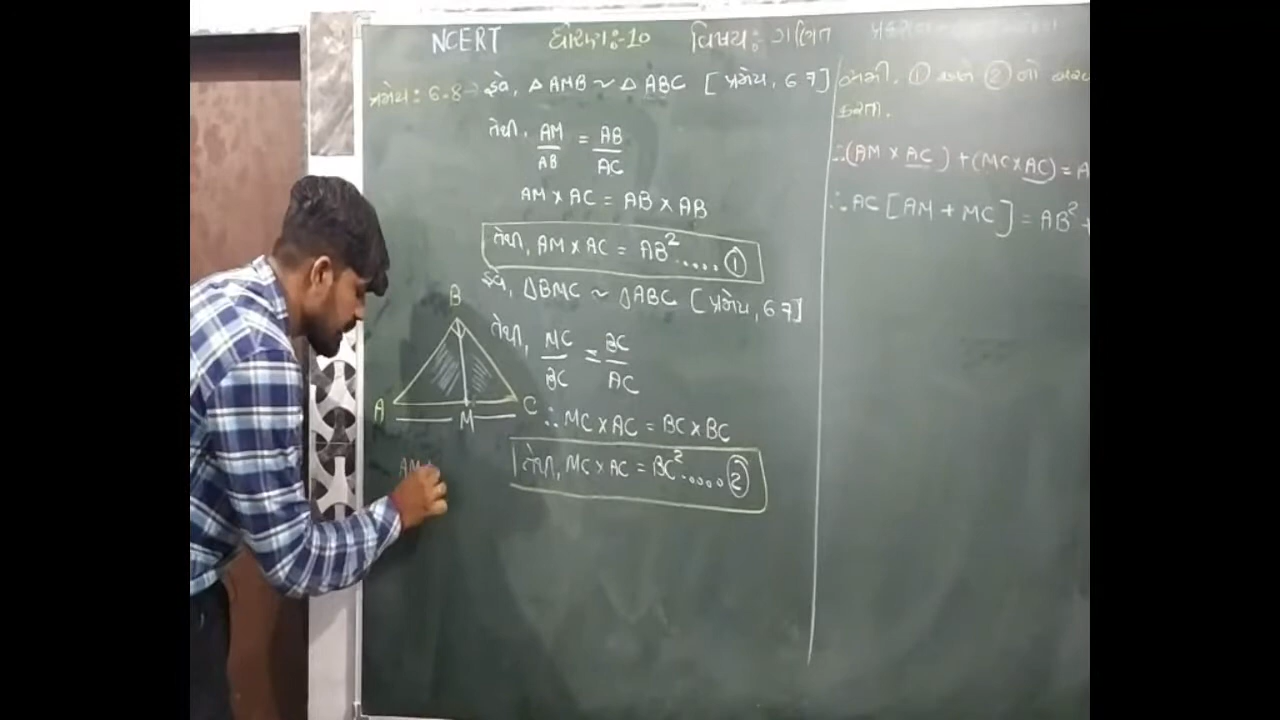 NCERT ધોરણ:-10 વિષય:- ગણિત
પ્રમેય: 6.8 → હવે, △ AMB ~ △ ABC [ પ્રમેય, 6 7 ]
તેથી, AM/AB = AB/AC
AM × AC = AB × AB
તેથી, AM × AC = AB² ..... ①
હવે, △BMC ~ △ABC [ પ્રમેય, 6 7 ]
તેથી, MC/BC = BC/AC
∴ MC × AC = BC × BC
તેથી, MC × AC = BC² ..... ②
B
A M C
AM
① અને ② નો
કરતા.
∴ (AM × AC) + (MC × AC) = A
∴ AC [AM + MC] = AB² +